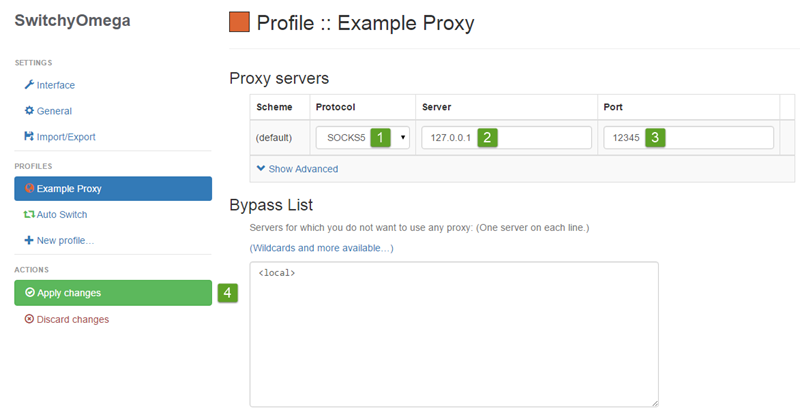 SwitchyOmega
SETTINGS
Interface
General
Import/Export
PROFILES
Example Proxy
Auto Switch
New profile…
ACTIONS
Apply changes 4
Discard changes
Profile :: Example Proxy
Proxy servers
Scheme Protocol Server Port
(default) SOCKS5 1 127.0.0.1 2 12345 3
Show Advanced
Bypass List
Servers for which you do not want to use any proxy: (One server on each line.)
(Wildcards and more available…)
<local>